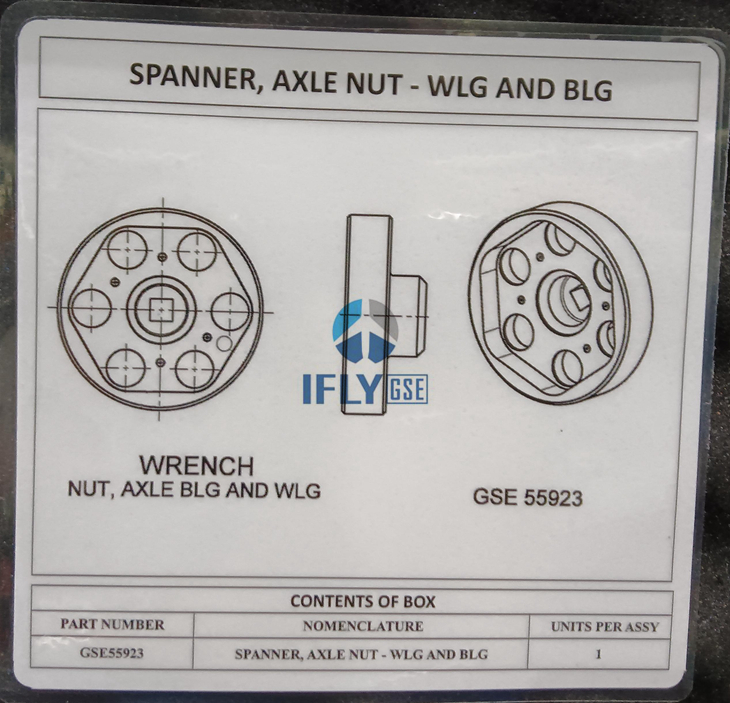 SPANNER, AXLE NUT - WLG AND BLG
IFLY GSE
WRENCH
NUT, AXLE BLG AND WLG
GSE 55923
CONTENTS OF BOX
PART NUMBER NOMENCLATURE UNITS PER ASSY
GSE55923 SPANNER, AXLE NUT - WLG AND BLG 1